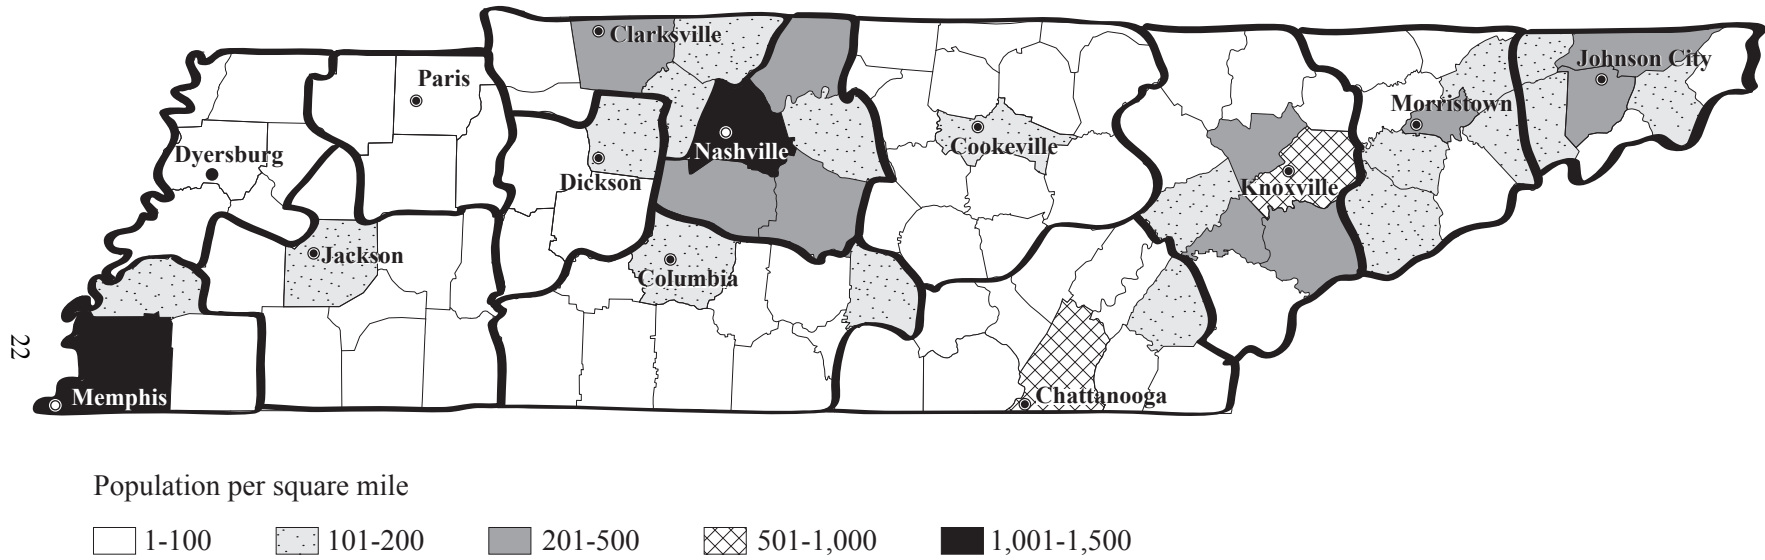 Clarksville
Johnson City
Paris
Morristown
Nashville
Cookeville
Dyersburg
Dickson
Knoxville
Jackson
Columbia
22
Memphis
Chattanooga
Population per square mile
1-100
101-200
201-500
501-1,000
1,001-1,500